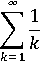 ∞
∑ 1/k
k=1